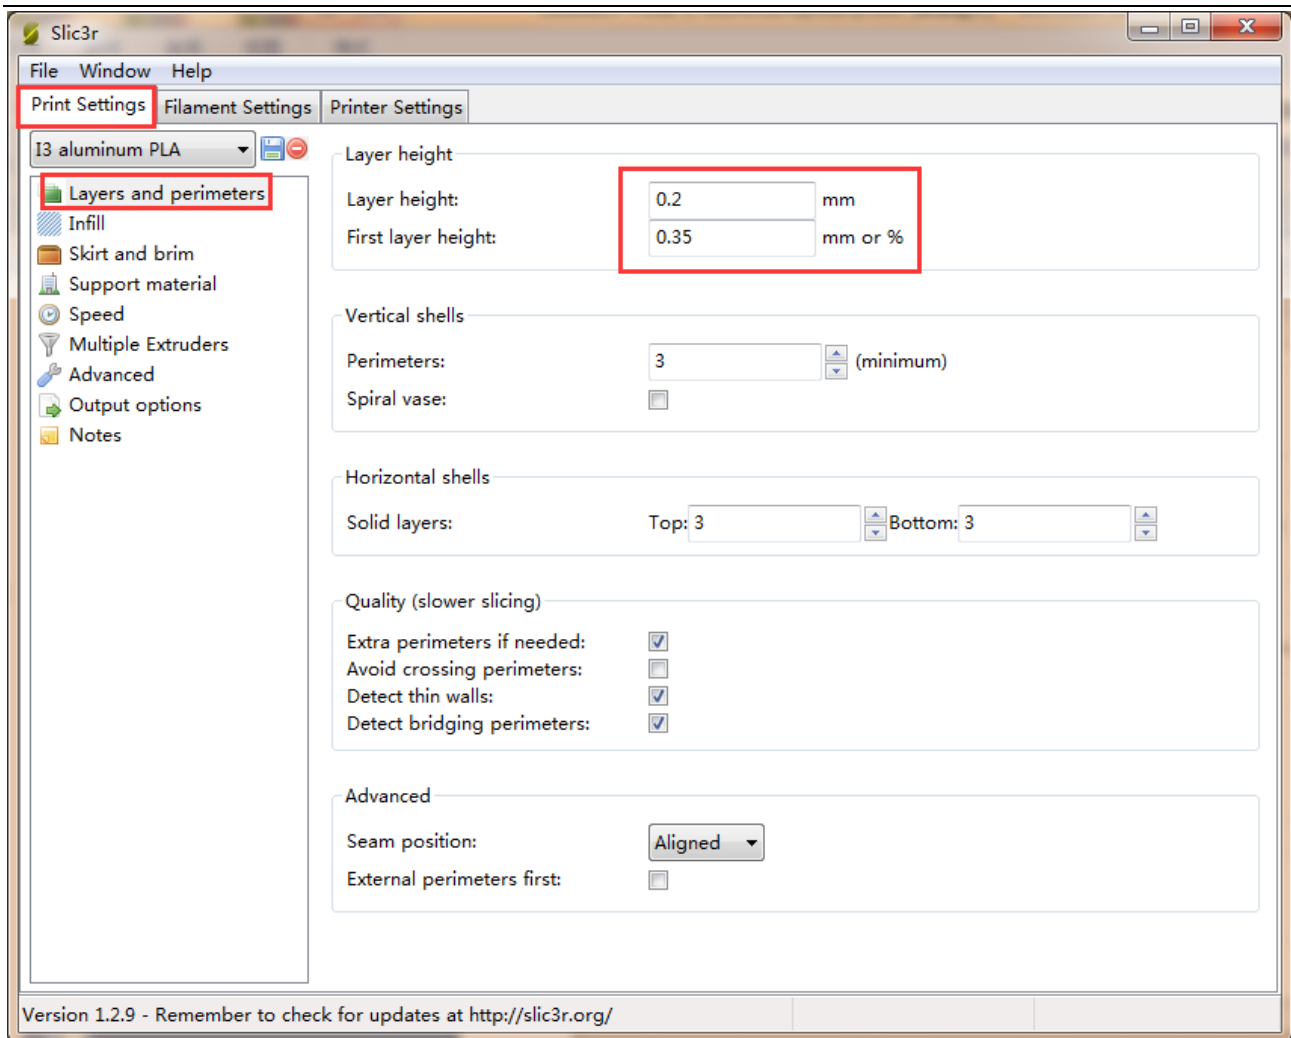 Slic3r
File Window Help
Print Settings Filament Settings Printer Settings
I3 aluminum PLA
Layers and perimeters
Infill
Skirt and brim
Support material
Speed
Multiple Extruders
Advanced
Output options
Notes
Layer height
Layer height: 0.2 mm
First layer height: 0.35 mm or %
Vertical shells
Perimeters: 3 (minimum)
Spiral vase:
Horizontal shells
Solid layers: Top: 3 Bottom: 3
Quality (slower slicing)
Extra perimeters if needed:
Avoid crossing perimeters:
Detect thin walls:
Detect bridging perimeters:
Advanced
Seam position: Aligned
External perimeters first:
Version 1.2.9 - Remember to check for updates at http://slic3r.org/